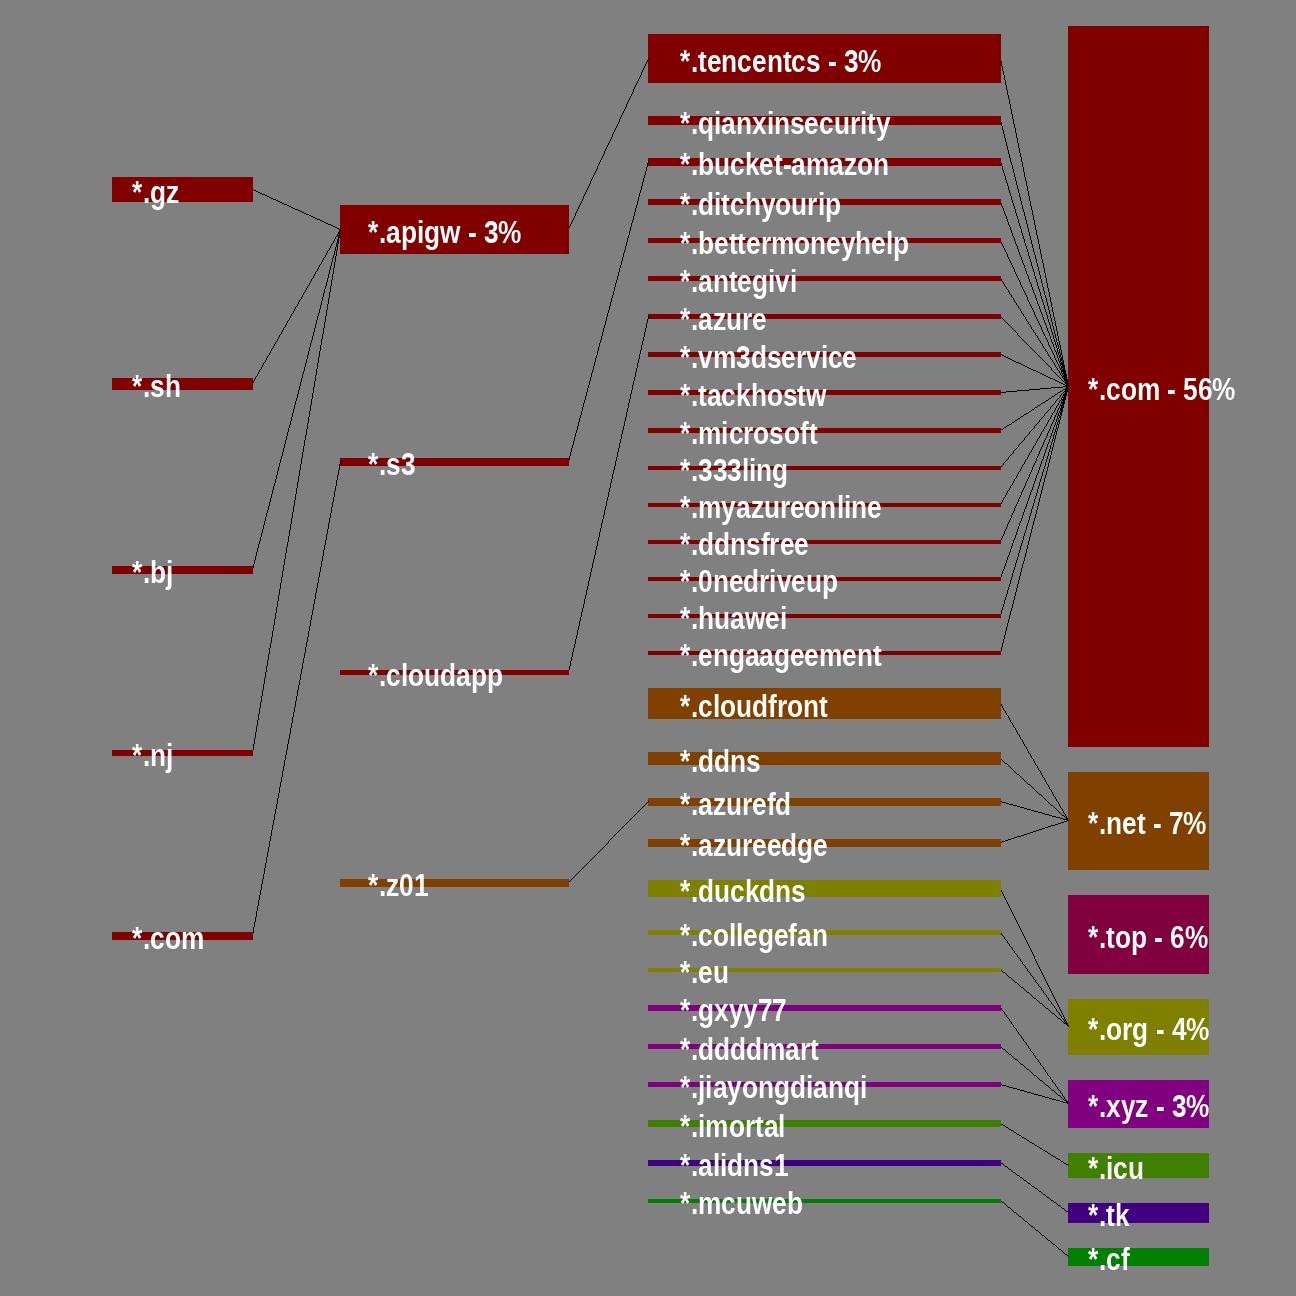 *.gz
*.sh
*.bj
*.nj
*.com
*.apigw - 3%
*.s3
*.cloudapp
*.z01
*.tencentcs - 3%
*.qianxinsecurity
*.bucket-amazon
*.ditchyourip
*.bettermoneyhelp
*.antegivi
*.azure
*.vm3dservice
*.tackhostw
*.microsoft
*.333ling
*.myazureonline
*.ddnsfree
*.0nedriveup
*.huawei
*.engaageement
*.cloudfront
*.ddns
*.azurefd
*.azureedge
*.duckdns
*.collegefan
*.eu
*.gxyy77
*.ddddmart
*.jiayongdianqi
*.imortal
*.alidns1
*.mcuweb
*.com - 56%
*.net - 7%
*.top - 6%
*.org - 4%
*.xyz - 3%
*.icu
*.tk
*.cf